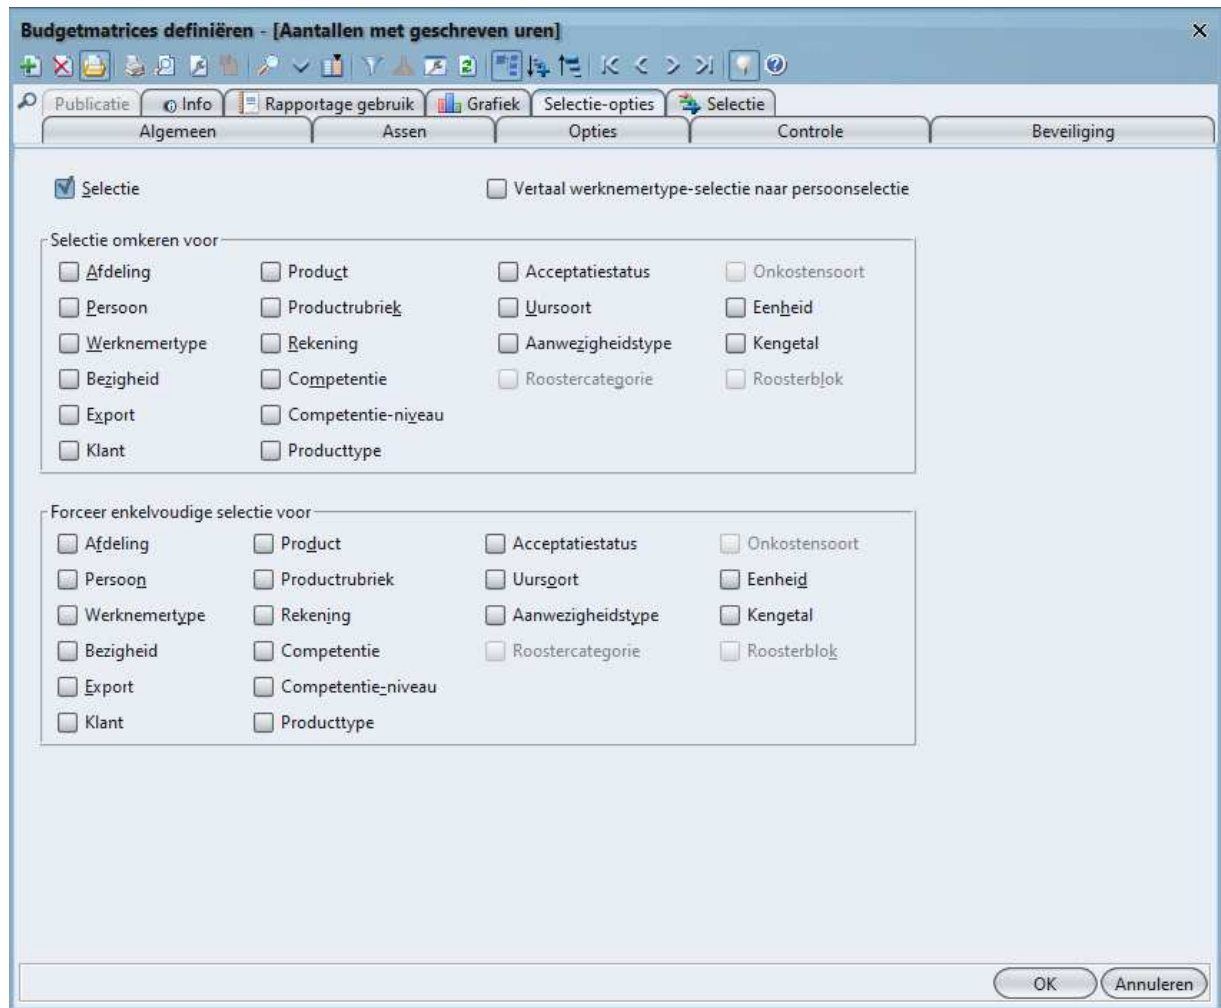 Budgetmatrices definiëren - [Aantallen met geschreven uren]
Publicatie Info Rapportage gebruik Grafiek Selectie-opties Selectie
Algemeen Assen Opties Controle Beveiliging
Selectie Vertaal werknemertype-selectie naar persoonselectie
Selectie omkeren voor
Afdeling Product Acceptatiestatus Onkostensoort
Persoon Productrubriek Uursoort Eenheid
Werknemertype Rekening Aanwezigheidstype Kengetal
Bezigheid Competentie Roostercategorie Roosterblok
Export Competentie-niveau
Klant Producttype
Forceer enkelvoudige selectie voor
Afdeling Product Acceptatiestatus Onkostensoort
Persoon Productrubriek Uursoort Eenheid
Werknemertype Rekening Aanwezigheidstype Kengetal
Bezigheid Competentie Roostercategorie Roosterblok
Export Competentie-niveau
Klant Producttype
OK Annuleren